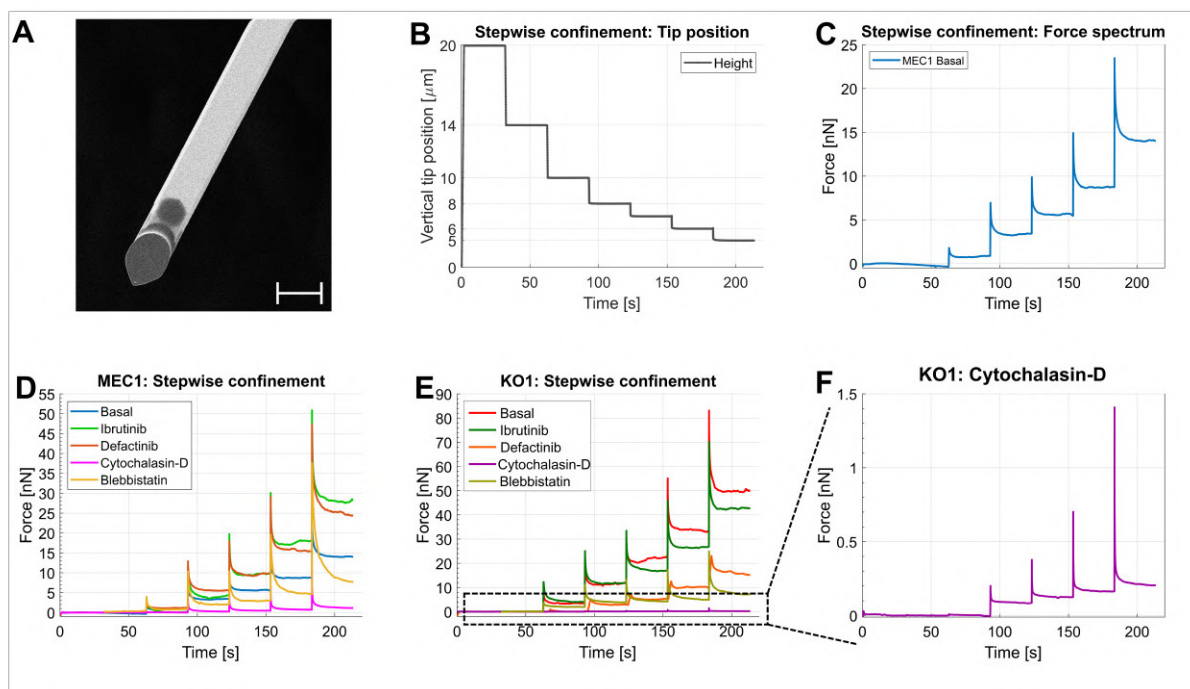 A
B
Stepwise confinement: Tip position
Vertical tip position [μm]
20
14
10
8
6
5
0
Height
0 50 100 150 200
Time [s]
C
Stepwise confinement: Force spectrum
Force [nN]
25
20
15
10
5
0
MEC1 Basal
0 50 100 150 200
Time [s]
D
MEC1: Stepwise confinement
Force [nN]
55
50
45
40
35
30
25
20
15
10
5
0
Basal
Ibrutinib
Defactinib
Cytochalasin-D
Blebbistatin
0 50 100 150 200
Time [s]
E
KO1: Stepwise confinement
Force [nN]
90
80
70
60
50
40
30
20
10
0
Basal
Ibrutinib
Defactinib
Cytochalasin-D
Blebbistatin
0 50 100 150 200
Time [s]
F
KO1: Cytochalasin-D
Force [nN]
1.5
1
0.5
0
0 50 100 150 200
Time [s]